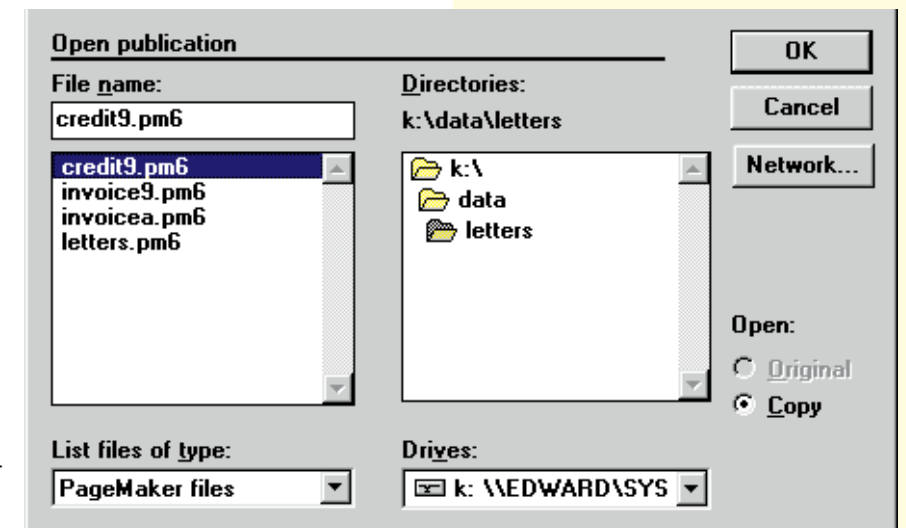 Open publication
File name:
credit9.pm6
credit9.pm6
invoice9.pm6
invoicea.pm6
letters.pm6
List files of type:
PageMaker files
Directories:
k:\data\letters
k:\
data
letters
Drives:
k: \\EDWARD\SYS
OK
Cancel
Network...
Open:
Original
Copy